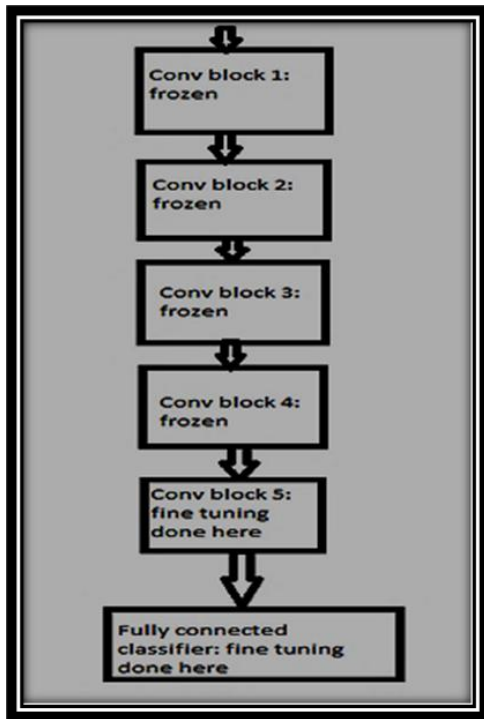 Conv block 1:
frozen
Conv block 2:
frozen
Conv block 3:
frozen
Conv block 4:
frozen
Conv block 5:
fine tuning
done here
Fully connected
classifier: fine tuning
done here